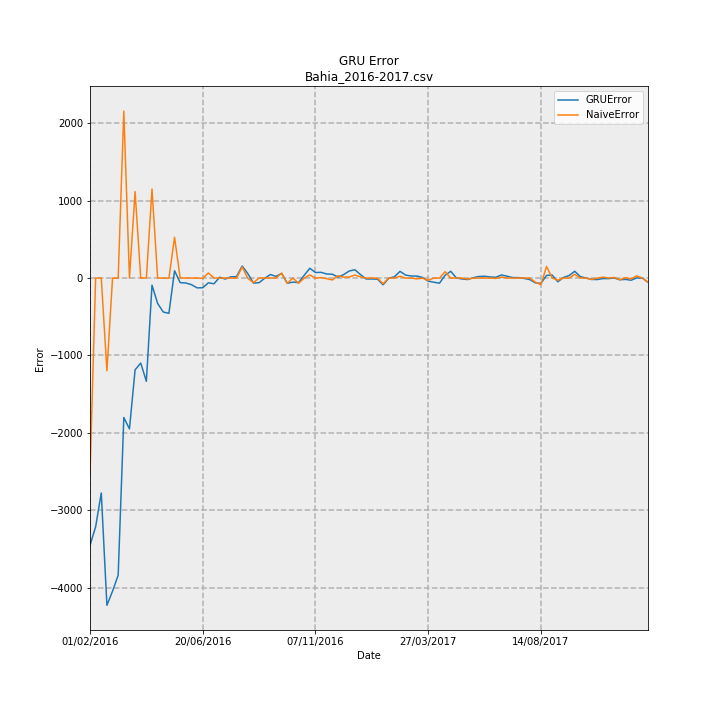 GRU Error
Bahia_2016-2017.csv
GRUError
NaiveError
2000
1000
0
−1000
−2000
−3000
−4000
Error
01/02/2016
20/06/2016
07/11/2016
27/03/2017
14/08/2017
Date